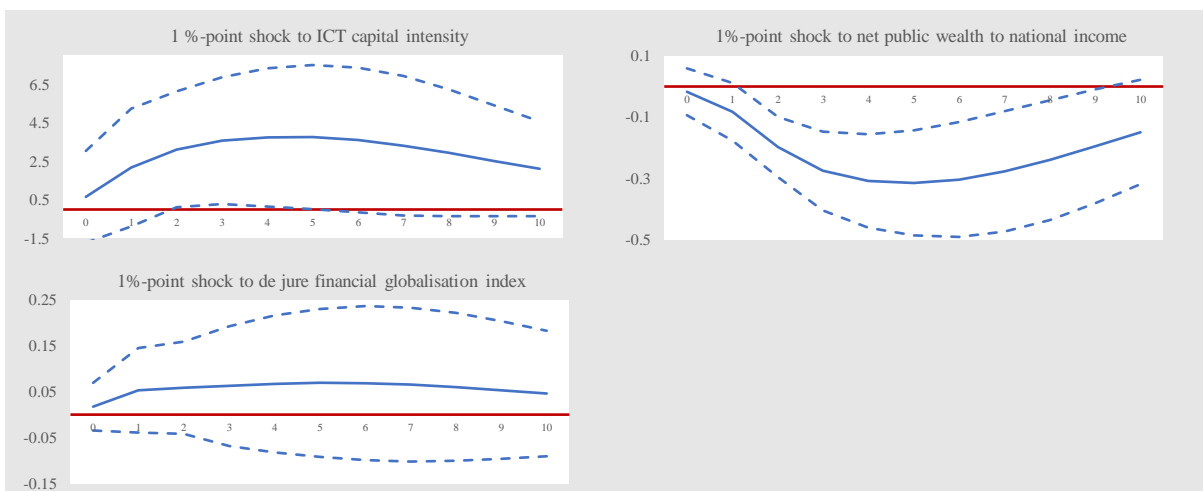 1 %-point shock to ICT capital intensity
6.5
4.5
2.5
0.5
-1.5
0 1 2 3 4 5 6 7 8 9 10
1%-point shock to net public wealth to national income
0.1
-0.1
-0.3
-0.5
0 1 2 3 4 5 6 7 8 9 10
1%-point shock to de jure financial globalisation index
0.25
0.15
0.05
-0.05
-0.15
0 1 2 3 4 5 6 7 8 9 10